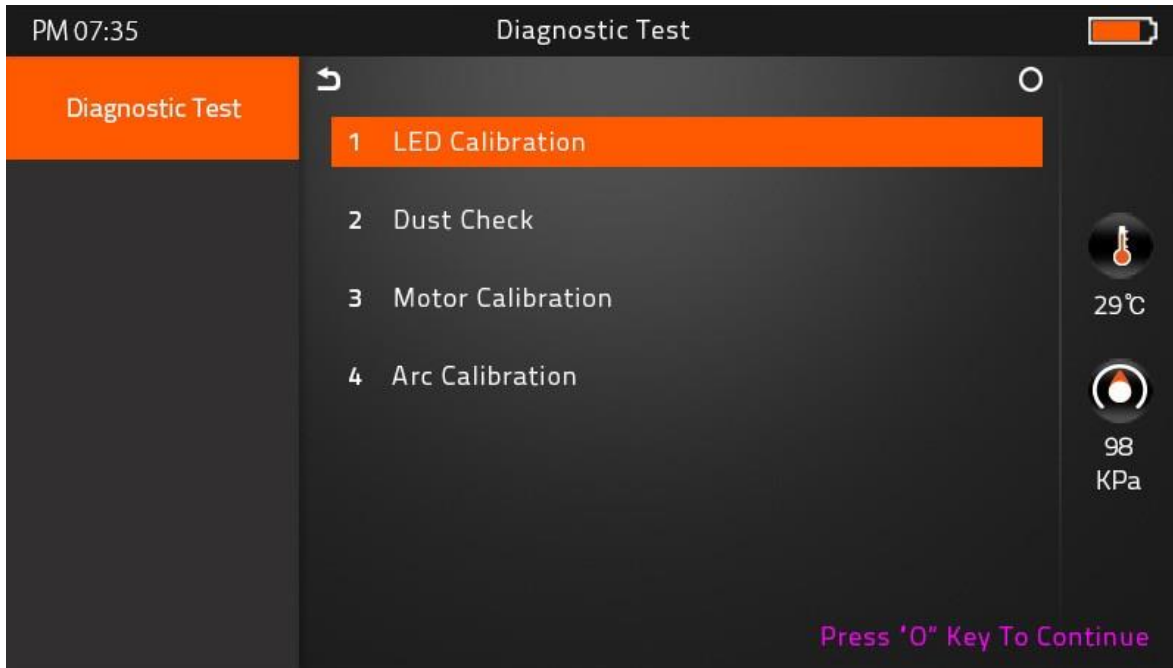 PM 07:35
Diagnostic Test
Diagnostic Test
1 LED Calibration
2 Dust Check
3 Motor Calibration
4 Arc Calibration
29℃
98
KPa
Press "O" Key To Continue